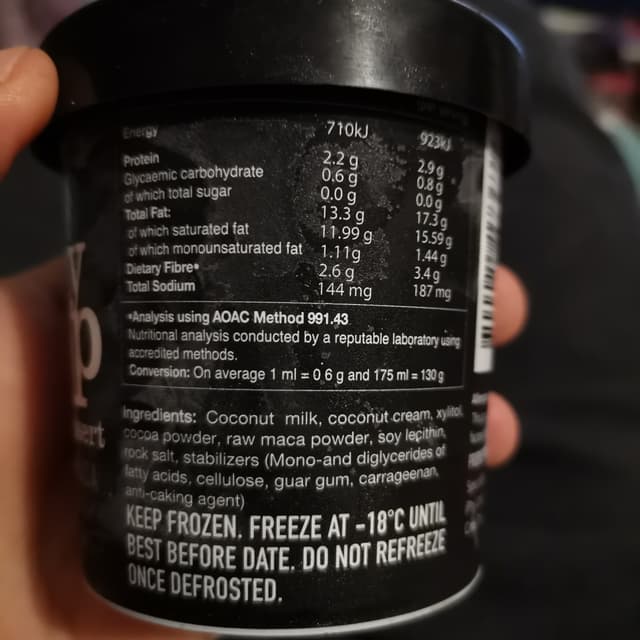 Energy 710kJ 923kJ
Protein 2.2 g 2.9 g
Glycaemic carbohydrate 0.6 g 0.8 g
of which total sugar 0.0 g 0.0 g
Total Fat: 13.3 g 17.3 g
of which saturated fat 11.99 g 15.59 g
of which monounsaturated fat 1.11g 1.44 g
Dietary Fibre* 2.6 g 3.4 g
Total Sodium 144 mg 187 mg
*Analysis using AOAC Method 991.43
Nutritional analysis conducted by a reputable laboratory using
accredited methods.
Conversion: On average 1 ml = 0.6 g and 175 ml = 130 g
Ingredients: Coconut milk, coconut cream, xylitol,
cocoa powder, raw maca powder, soy lecithin,
rock salt, stabilizers (Mono-and diglycerides of
fatty acids, cellulose, guar gum, carrageenan,
anti-caking agent)
KEEP FROZEN. FREEZE AT -18°C UNTIL
BEST BEFORE DATE. DO NOT REFREEZE
ONCE DEFROSTED.